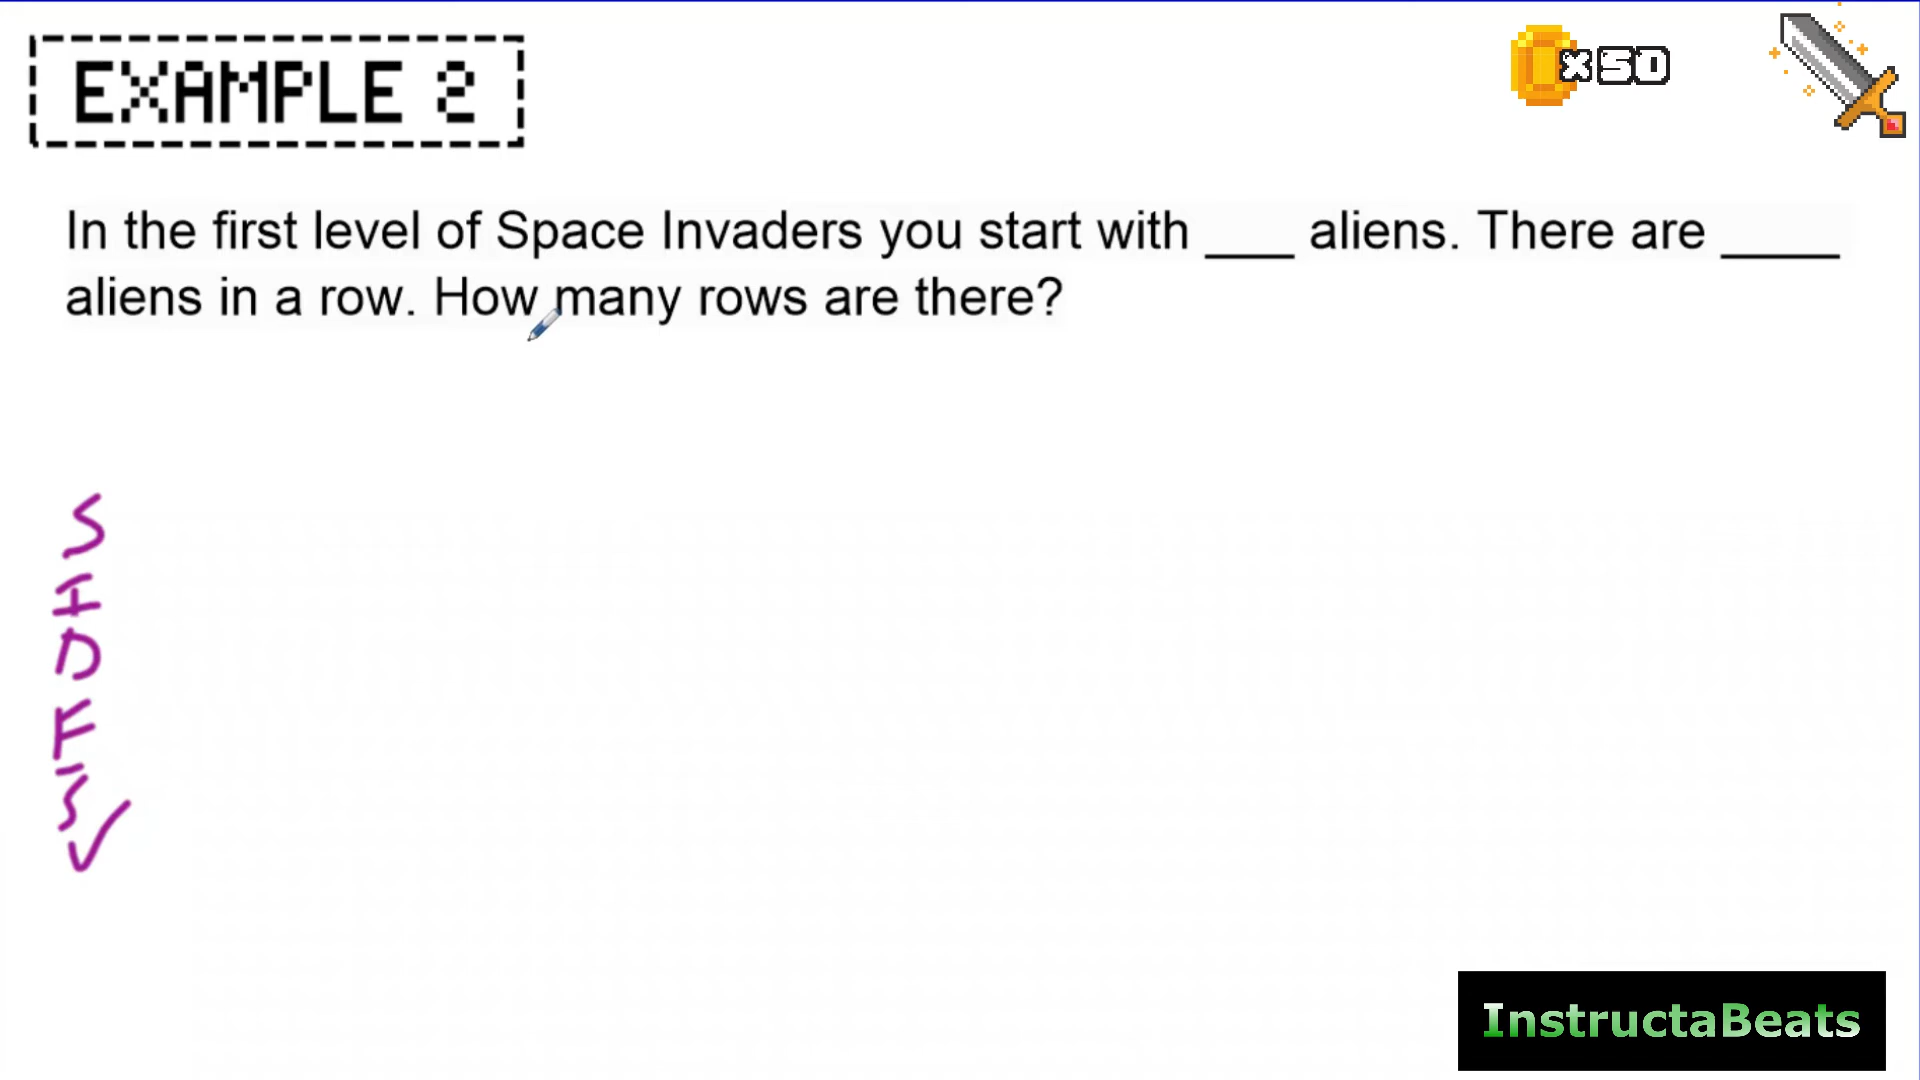 EXAMPLE 2
x50
In the first level of Space Invaders you start with ___ aliens. There are ____
aliens in a row. How many rows are there?
S
I
D
F
S
✓
InstructaBeats